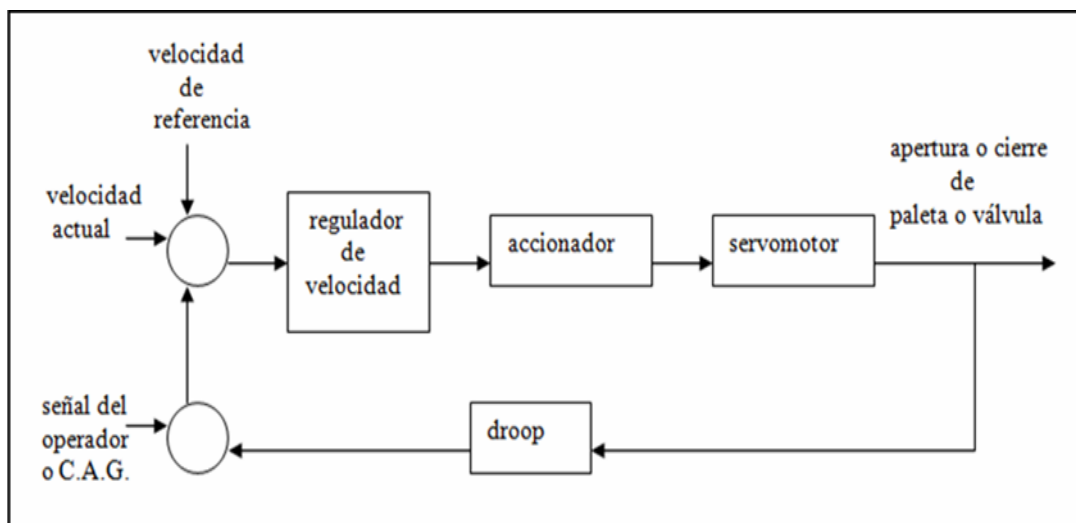 velocidad
de
referencia
velocidad
actual
regulador
de
velocidad
accionador
servomotor
apertura o cierre
de
paleta o válvula
señal del
operador
o C.A.G.
droop